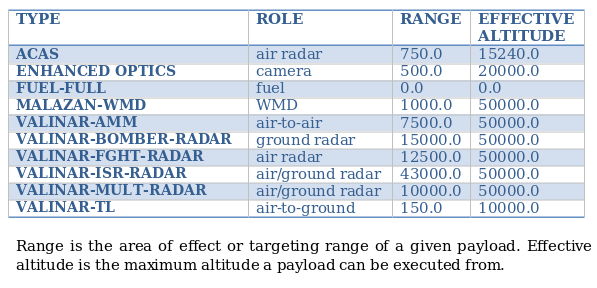 TYPE ROLE RANGE EFFECTIVE ALTITUDE
ACAS air radar 750.0 15240.0
ENHANCED OPTICS camera 500.0 20000.0
FUEL-FULL fuel 0.0 0.0
MALAZAN-WMD WMD 1000.0 50000.0
VALINAR-AMM air-to-air 7500.0 50000.0
VALINAR-BOMBER-RADAR ground radar 15000.0 50000.0
VALINAR-FGHT-RADAR air radar 12500.0 50000.0
VALINAR-ISR-RADAR air/ground radar 43000.0 50000.0
VALINAR-MULT-RADAR air/ground radar 10000.0 50000.0
VALINAR-TL air-to-ground 150.0 10000.0
Range is the area of effect or targeting range of a given payload. Effective
altitude is the maximum altitude a payload can be executed from.